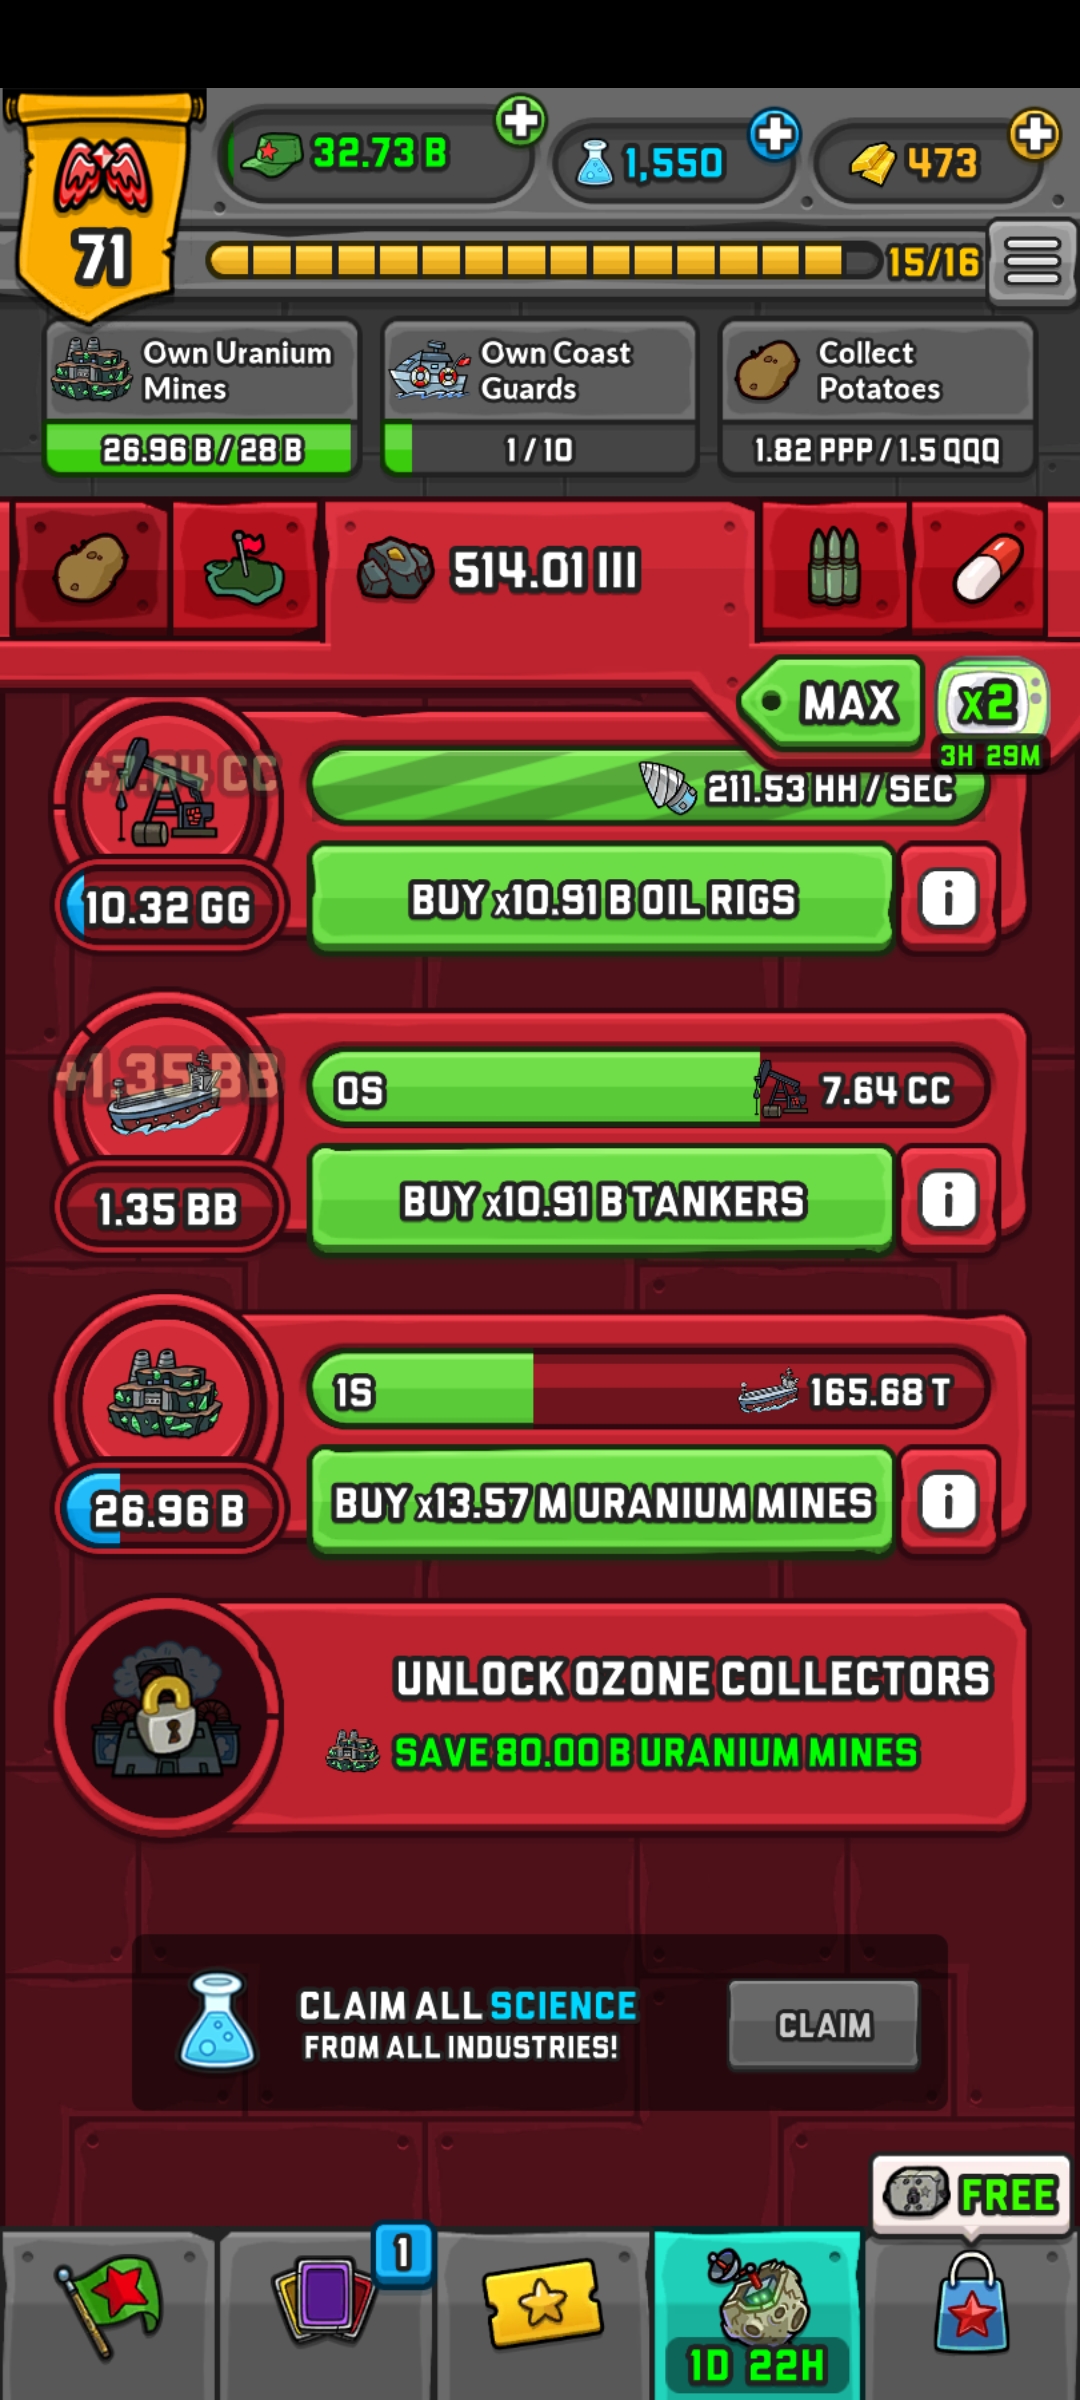 32.73 B
1,550
473
71
15/16
Own Uranium Mines
26.96 B / 28 B
Own Coast Guards
1 / 10
Collect Potatoes
1.82 PPP / 1.5 QQQ
514.01 III
MAX
x2
3H 29M
+7.64 CC
211.53 HH / SEC
10.32 GG
BUY x10.91 B OIL RIGS
i
+1.35 BB
0S
7.64 CC
1.35 BB
BUY x10.91 B TANKERS
i
1S
165.68 T
26.96 B
BUY x13.57 M URANIUM MINES
i
UNLOCK OZONE COLLECTORS
SAVE 80.00 B URANIUM MINES
CLAIM ALL SCIENCE
FROM ALL INDUSTRIES!
CLAIM
FREE
1
1D 22H